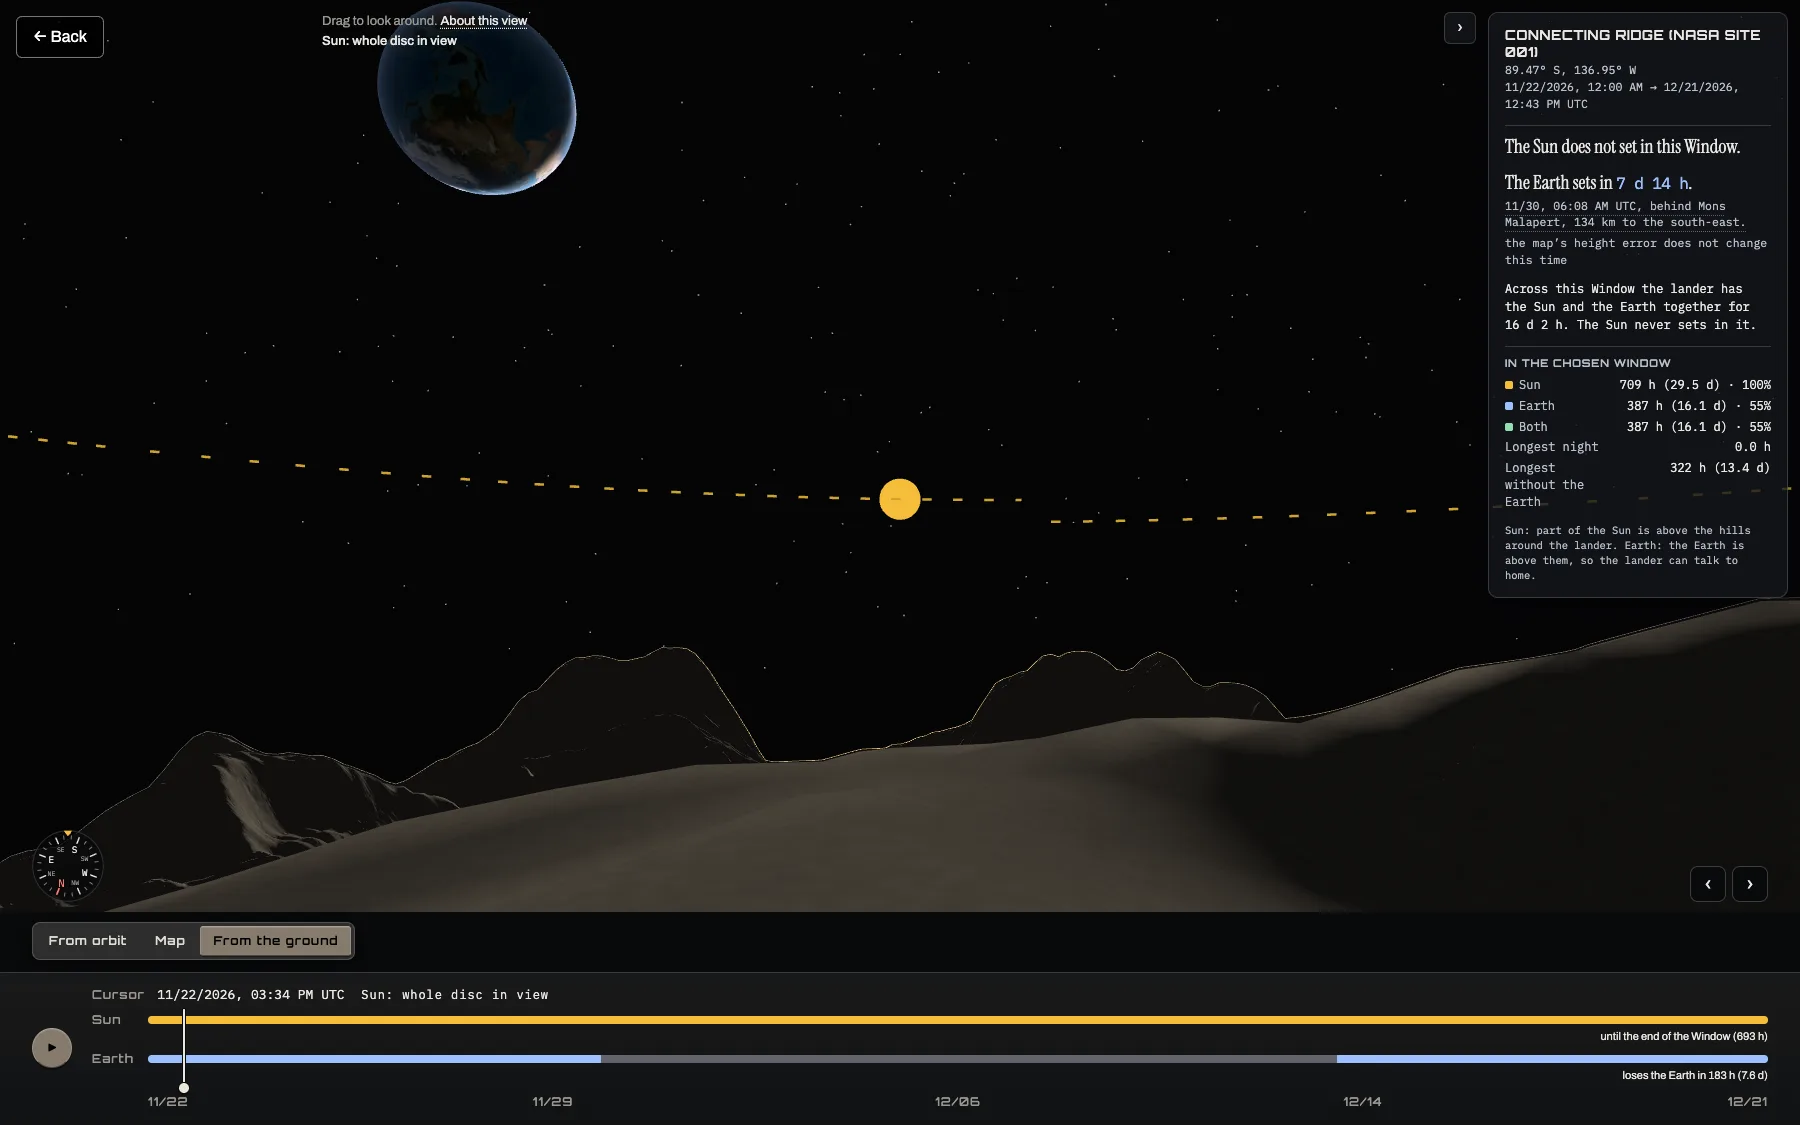 ← Back
Drag to look around. About this view
Sun: whole disc in view
›
CONNECTING RIDGE (NASA SITE
001)
89.47° S, 136.95° W
11/22/2026, 12:00 AM → 12/21/2026,
12:43 PM UTC
The Sun does not set in this Window.
The Earth sets in 7 d 14 h.
11/30, 06:08 AM UTC, behind Mons
Malapert, 134 km to the south-east.
the map’s height error does not change
this time
Across this Window the lander has
the Sun and the Earth together for
16 d 2 h. The Sun never sets in it.
IN THE CHOSEN WINDOW
Sun 709 h (29.5 d) · 100%
Earth 387 h (16.1 d) · 55%
Both 387 h (16.1 d) · 55%
Longest night 0.0 h
Longest 322 h (13.4 d)
without the
Earth
Sun: part of the Sun is above the hills
around the lander. Earth: the Earth is
above them, so the lander can talk to
home.
SE S SW
E W
NE N NW
‹ ›
From orbit Map From the ground
Cursor 11/22/2026, 03:34 PM UTC Sun: whole disc in view
Sun
until the end of the Window (693 h)
Earth
loses the Earth in 183 h (7.6 d)
11/22 11/29 12/06 12/14 12/21